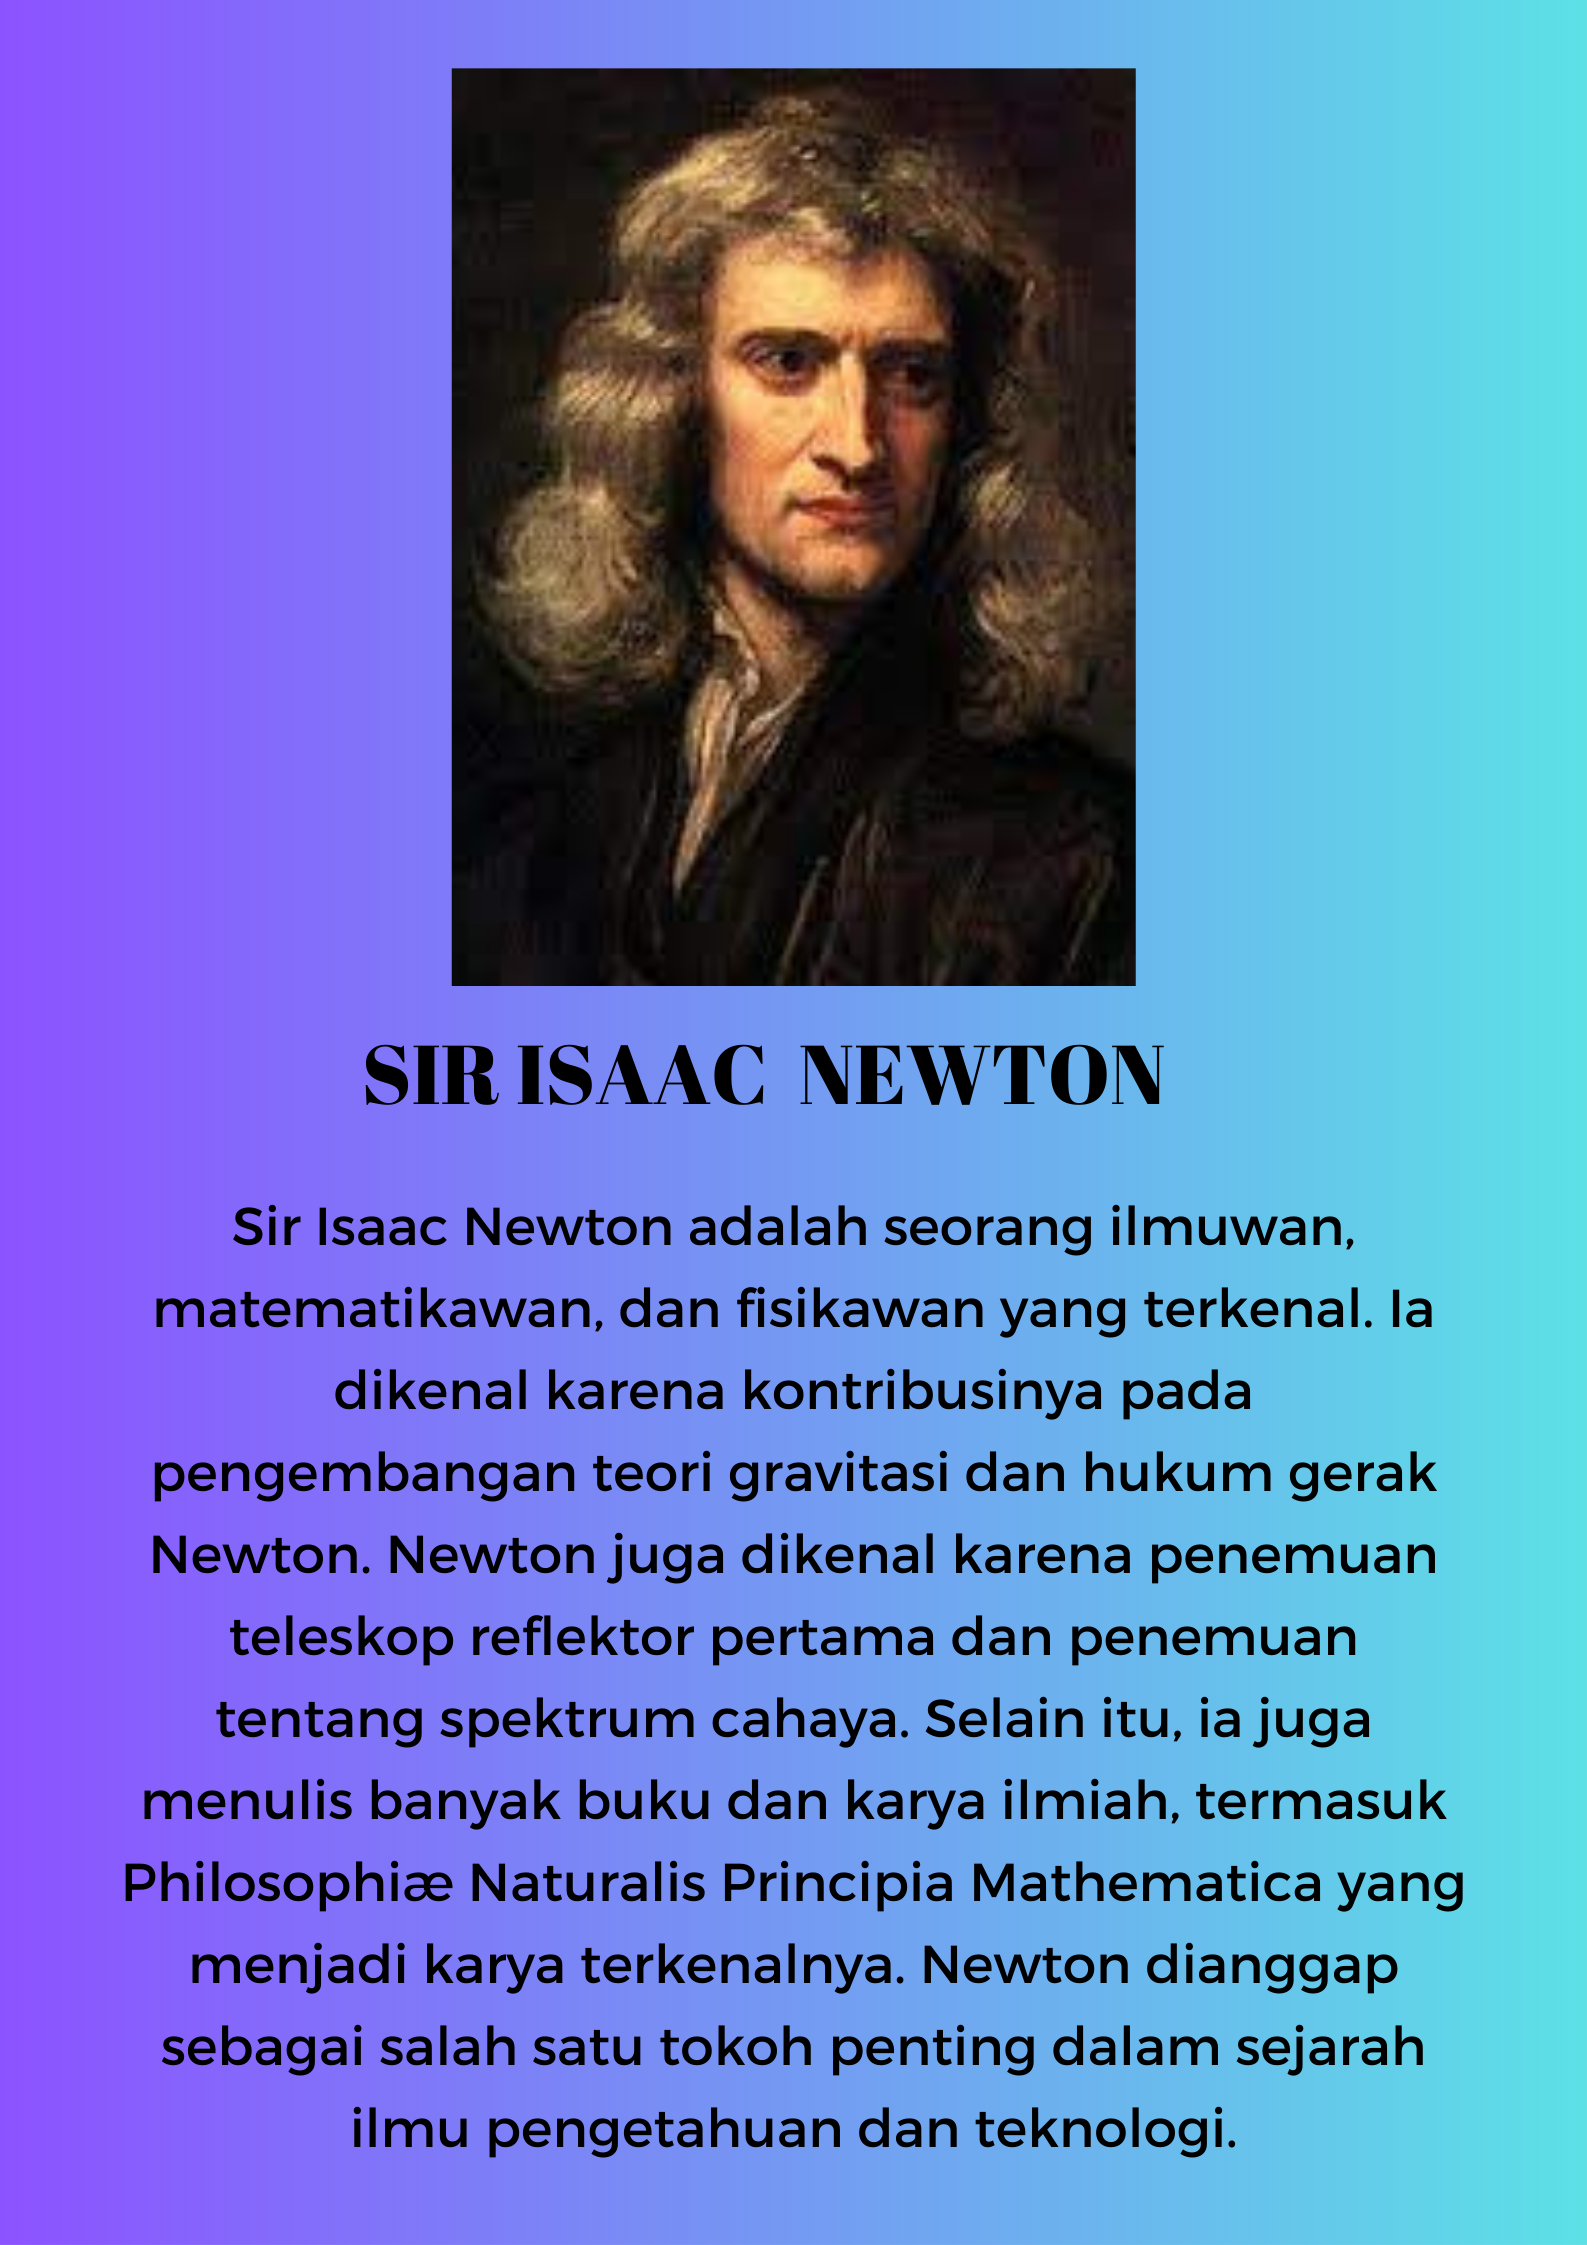 SIR ISAAC NEWTON
Sir Isaac Newton adalah seorang ilmuwan,
matematikawan, dan fisikawan yang terkenal. Ia
dikenal karena kontribusinya pada
pengembangan teori gravitasi dan hukum gerak
Newton. Newton juga dikenal karena penemuan
teleskop reflektor pertama dan penemuan
tentang spektrum cahaya. Selain itu, ia juga
menulis banyak buku dan karya ilmiah, termasuk
Philosophiæ Naturalis Principia Mathematica yang
menjadi karya terkenalnya. Newton dianggap
sebagai salah satu tokoh penting dalam sejarah
ilmu pengetahuan dan teknologi.